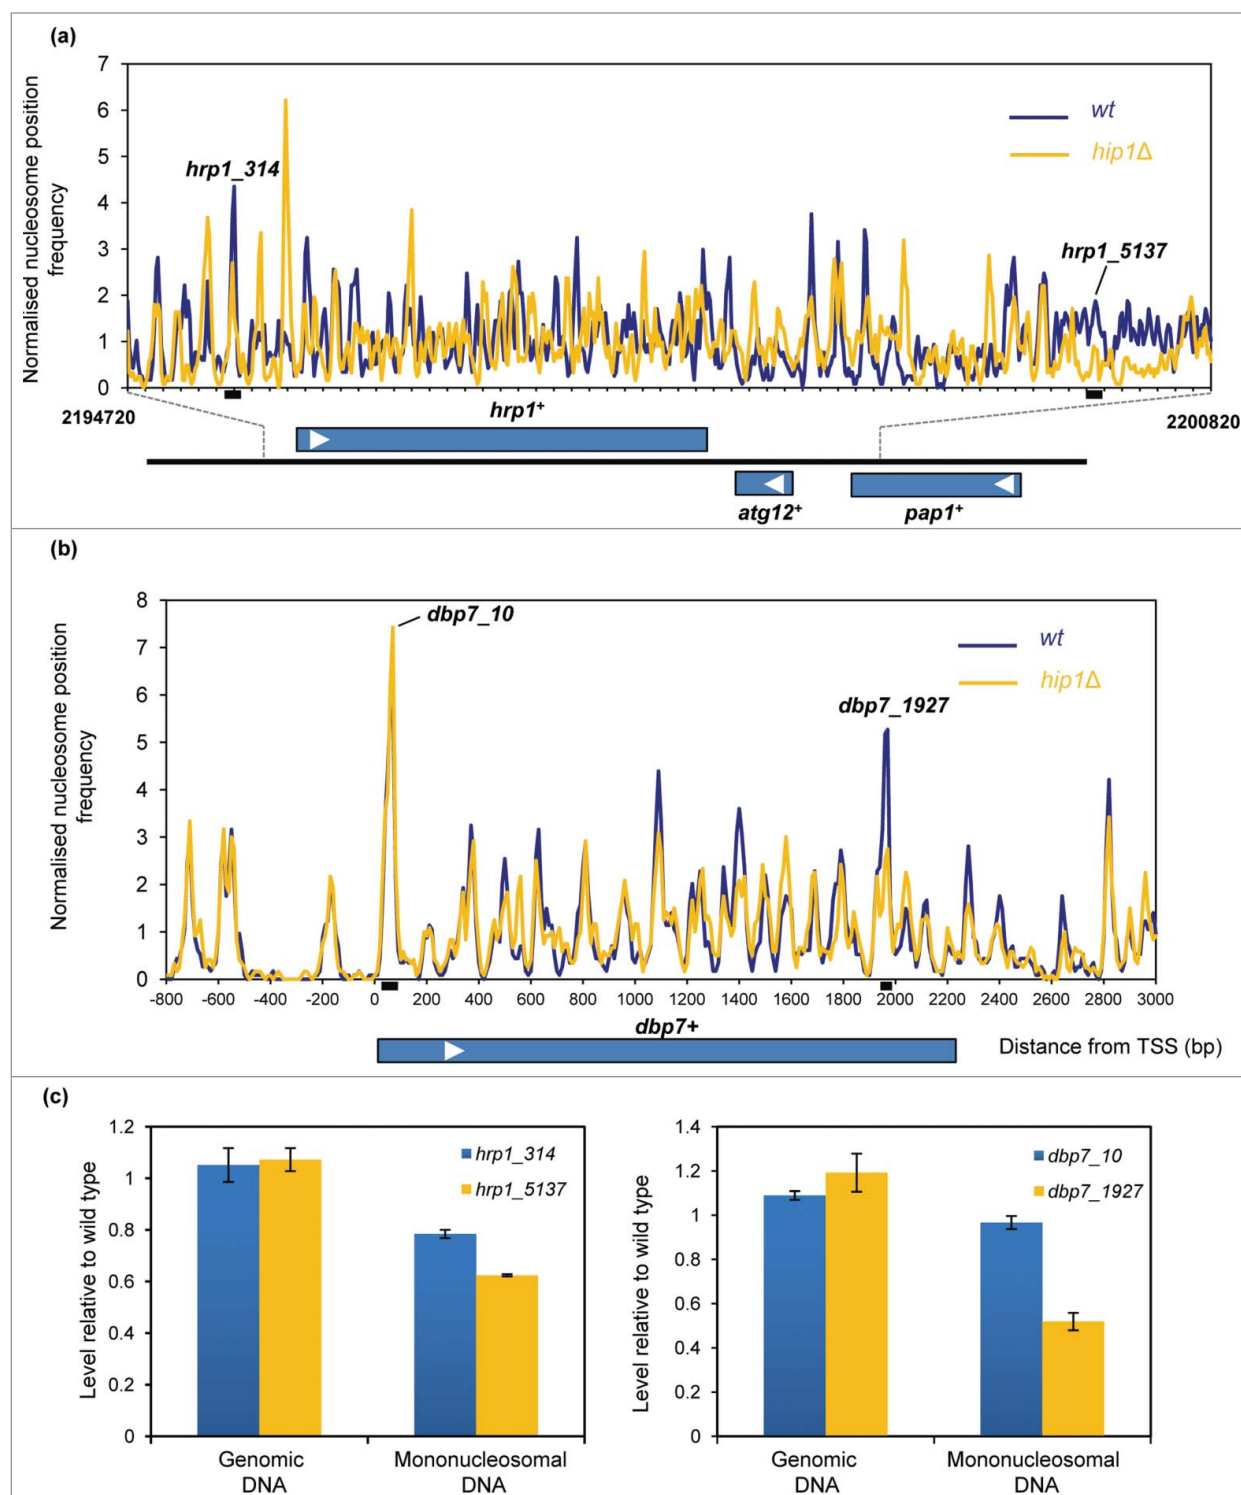 (a)
Normalised nucleosome position
frequency
7
6
5
4
3
2
1
0
wt
hip1Δ
hrp1_314
hrp1_5137
2194720
2200820
hrp1+
atg12+
pap1+
(b)
Normalised nucleosome position
frequency
8
7
6
5
4
3
2
1
0
dbp7_10
wt
hip1Δ
dbp7_1927
-800 -600 -400 -200 0 200 400 600 800 1000 1200 1400 1600 1800 2000 2200 2400 2600 2800 3000
dbp7+
Distance from TSS (bp)
(c)
Level relative to wild type
1.2
1
0.8
0.6
0.4
0.2
0
hrp1_314
hrp1_5137
Genomic
DNA
Mononucleosomal
DNA
Level relative to wild type
1.4
1.2
1
0.8
0.6
0.4
0.2
0
dbp7_10
dbp7_1927
Genomic
DNA
Mononucleosomal
DNA